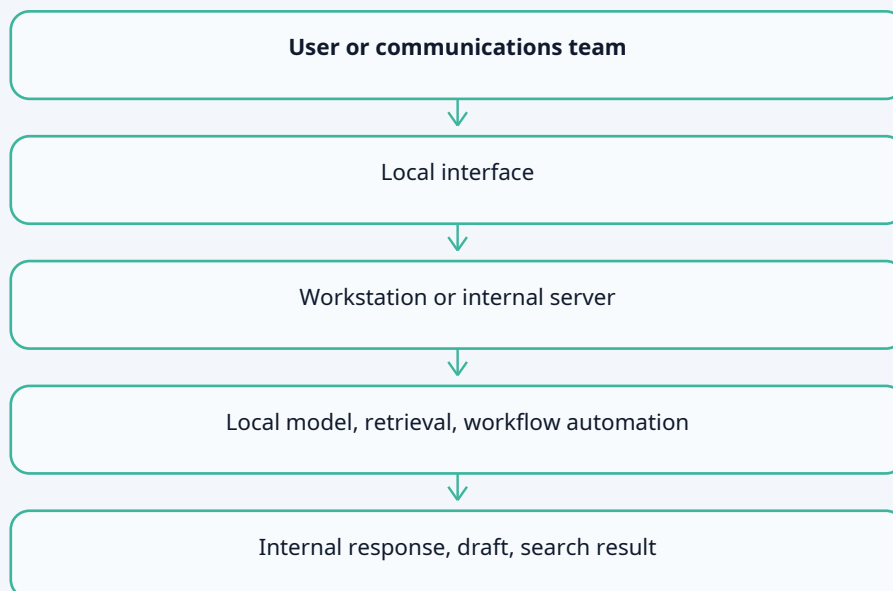 User or communications team
Local interface
Workstation or internal server
Local model, retrieval, workflow automation
Internal response, draft, search result